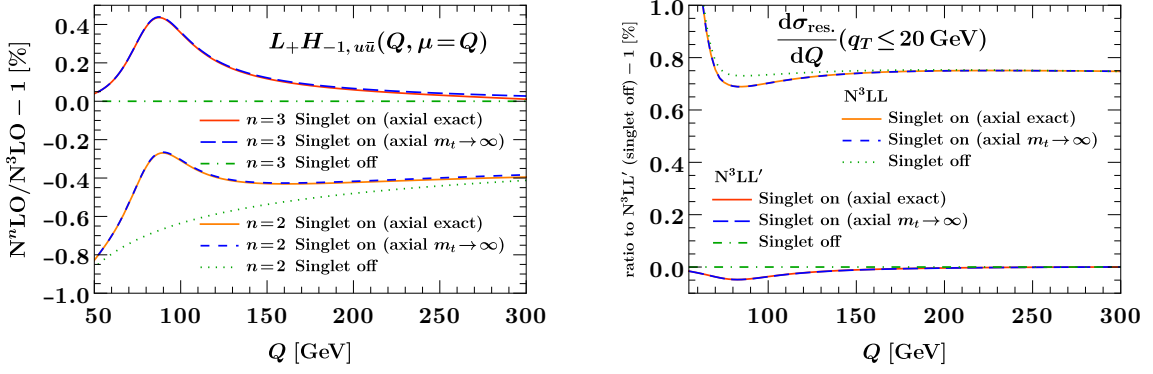 NⁿLO/N³LO − 1 [%]
0.4
0.2
0.0
−0.2
−0.4
−0.6
−0.8
−1.0
L₊H₋₁,uū(Q, μ=Q)
n=3 Singlet on (axial exact)
n=3 Singlet on (axial mₜ→∞)
n=3 Singlet off
n=2 Singlet on (axial exact)
n=2 Singlet on (axial mₜ→∞)
n=2 Singlet off
50 100 150 200 250 300
Q [GeV]
ratio to N³LL′ (singlet off) − 1 [%]
1.0
0.8
0.6
0.4
0.2
0.0
dσres./dQ (qT ≤ 20 GeV)
N³LL
Singlet on (axial exact)
Singlet on (axial mₜ→∞)
Singlet off
N³LL′
Singlet on (axial exact)
Singlet on (axial mₜ→∞)
Singlet off
100 150 200 250 300
Q [GeV]